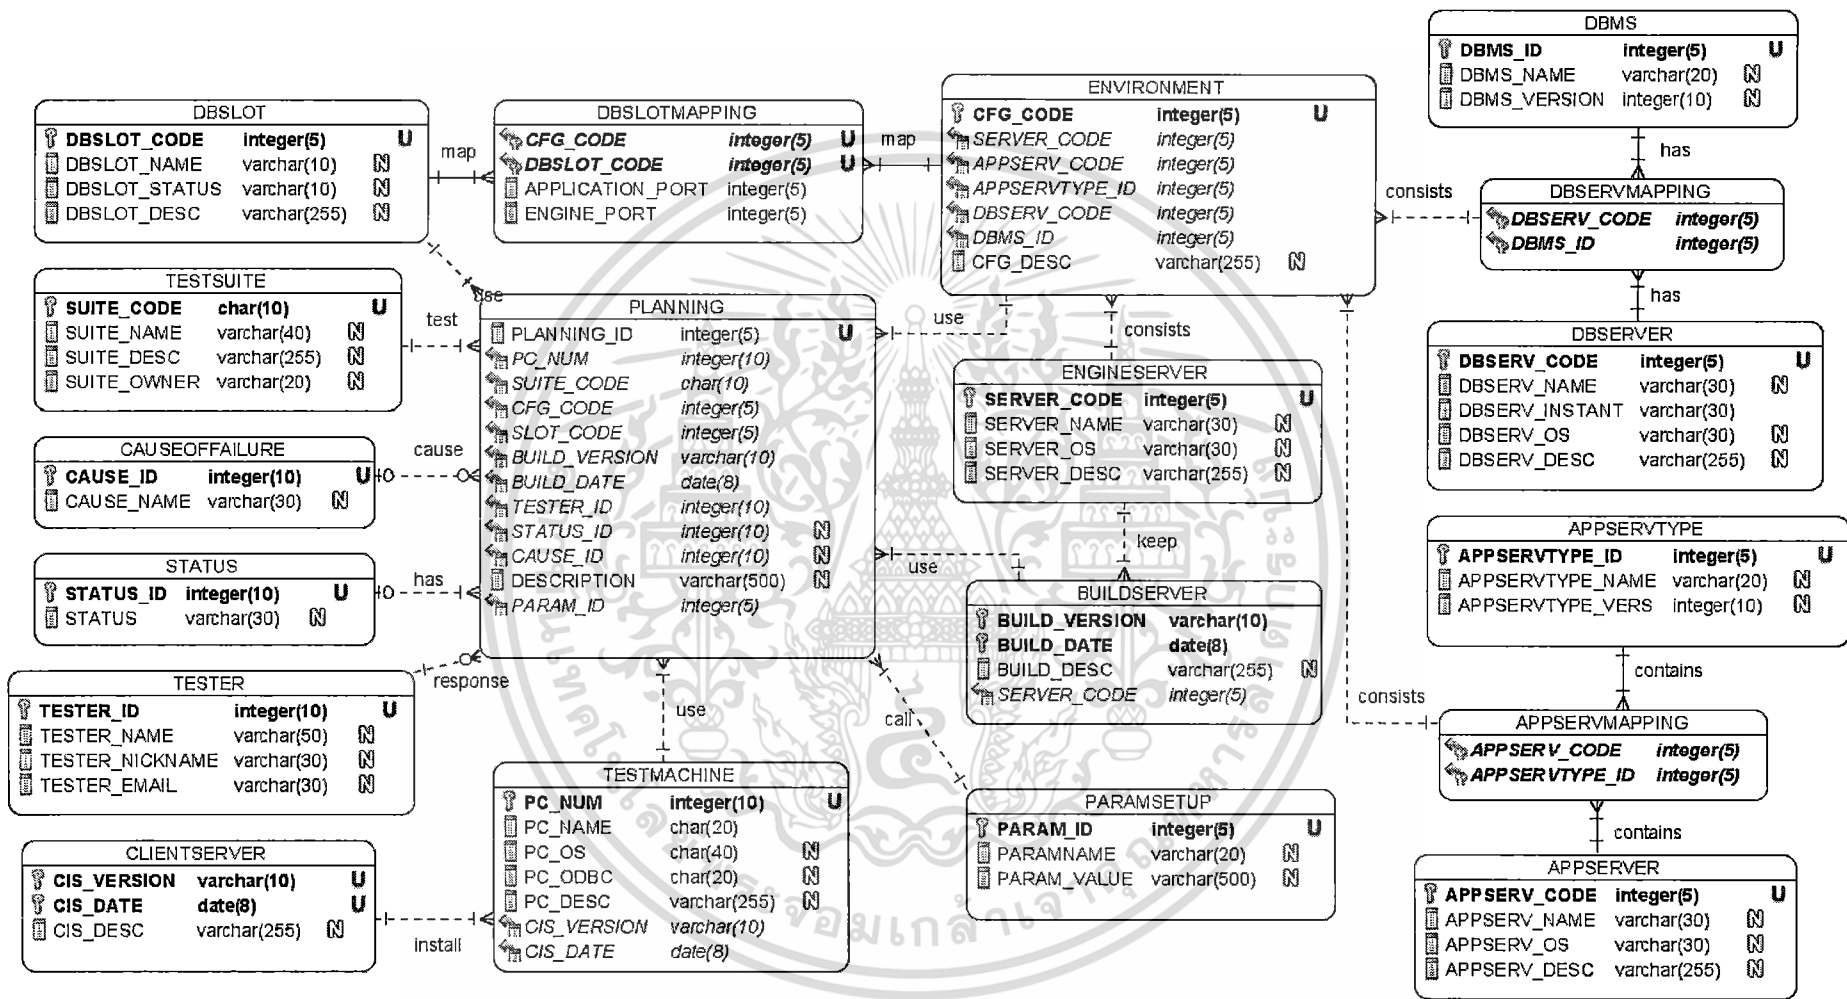 DBMS
DBMS_ID integer(5) U
DBMS_NAME varchar(20) N
DBMS_VERSION integer(10) N
DBSLOT
DBSLOT_CODE integer(5) U
DBSLOT_NAME varchar(10) N
DBSLOT_STATUS varchar(10) N
DBSLOT_DESC varchar(255) N
map
DBSLOTMAPPING
CFG_CODE integer(5) U
DBSLOT_CODE integer(5) U
APPLICATION_PORT integer(5)
ENGINE_PORT integer(5)
map
ENVIRONMENT
CFG_CODE integer(5) U
SERVER_CODE integer(5)
APPSERV_CODE integer(5)
APPSERVTYPE_ID integer(5)
DBSERV_CODE integer(5)
DBMS_ID integer(5)
CFG_DESC varchar(255) N
has
consists
DBSERVMAPPING
DBSERV_CODE integer(5)
DBMS_ID integer(5)
has
TESTSUITE
SUITE_CODE char(10) U
SUITE_NAME varchar(40) N
SUITE_DESC varchar(255) N
SUITE_OWNER varchar(20) N
use
test
PLANNING
PLANNING_ID integer(5) U
PC_NUM integer(10)
SUITE_CODE char(10)
CFG_CODE integer(5)
SLOT_CODE integer(5)
BUILD_VERSION varchar(10)
BUILD_DATE date(8)
TESTER_ID integer(10)
STATUS_ID integer(10) N
CAUSE_ID integer(10) N
DESCRIPTION varchar(500) N
PARAM_ID integer(5)
use
consists
ENGINESERVER
SERVER_CODE integer(5) U
SERVER_NAME varchar(30) N
SERVER_OS varchar(30) N
SERVER_DESC varchar(255) N
DBSERVER
DBSERV_CODE integer(5) U
DBSERV_NAME varchar(30) N
DBSERV_INSTANT varchar(30)
DBSERV_OS varchar(30) N
DBSERV_DESC varchar(255) N
CAUSEOFFAILURE
CAUSE_ID integer(10) U
CAUSE_NAME varchar(30) N
cause
STATUS
STATUS_ID integer(10) U
STATUS varchar(30) N
has
use
keep
BUILDSERVER
BUILD_VERSION varchar(10)
BUILD_DATE date(8)
BUILD_DESC varchar(255) N
SERVER_CODE integer(5)
APPSERVTYPE
APPSERVTYPE_ID integer(5) U
APPSERVTYPE_NAME varchar(20) N
APPSERVTYPE_VERS integer(10) N
contains
consists
APPSERVMAPPING
APPSERV_CODE integer(5)
APPSERVTYPE_ID integer(5)
contains
TESTER
TESTER_ID integer(10) U
TESTER_NAME varchar(50) N
TESTER_NICKNAME varchar(30) N
TESTER_EMAIL varchar(30) N
response
use
call
TESTMACHINE
PC_NUM integer(10) U
PC_NAME char(20)
PC_OS char(40) N
PC_ODBC char(20) N
PC_DESC varchar(255) N
CIS_VERSION varchar(10)
CIS_DATE date(8)
PARAMSETUP
PARAM_ID integer(5) U
PARAMNAME varchar(20) N
PARAM_VALUE varchar(500) N
CLIENTSERVER
CIS_VERSION varchar(10) U
CIS_DATE date(8) U
CIS_DESC varchar(255) N
install
APPSERVER
APPSERV_CODE integer(5) U
APPSERV_NAME varchar(30) N
APPSERV_OS varchar(30) N
APPSERV_DESC varchar(255) N